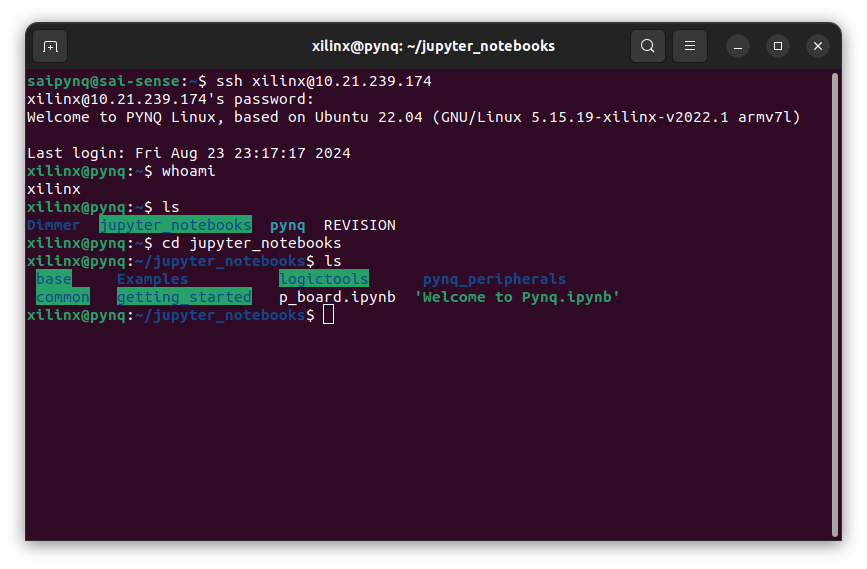 xilinx@pynq: ~/jupyter_notebooks
saipynq@sai-sense:~$ ssh xilinx@10.21.239.174
xilinx@10.21.239.174's password:
Welcome to PYNQ Linux, based on Ubuntu 22.04 (GNU/Linux 5.15.19-xilinx-v2022.1 armv7l)
Last login: Fri Aug 23 23:17:17 2024
xilinx@pynq:~$ whoami
xilinx
xilinx@pynq:~$ ls
Dimmer  jupyter_notebooks  pynq  REVISION
xilinx@pynq:~$ cd jupyter_notebooks
xilinx@pynq:~/jupyter_notebooks$ ls
base     Examples          logictools      pynq_peripherals
common   getting_started   p_board.ipynb  'Welcome to Pynq.ipynb'
xilinx@pynq:~/jupyter_notebooks$